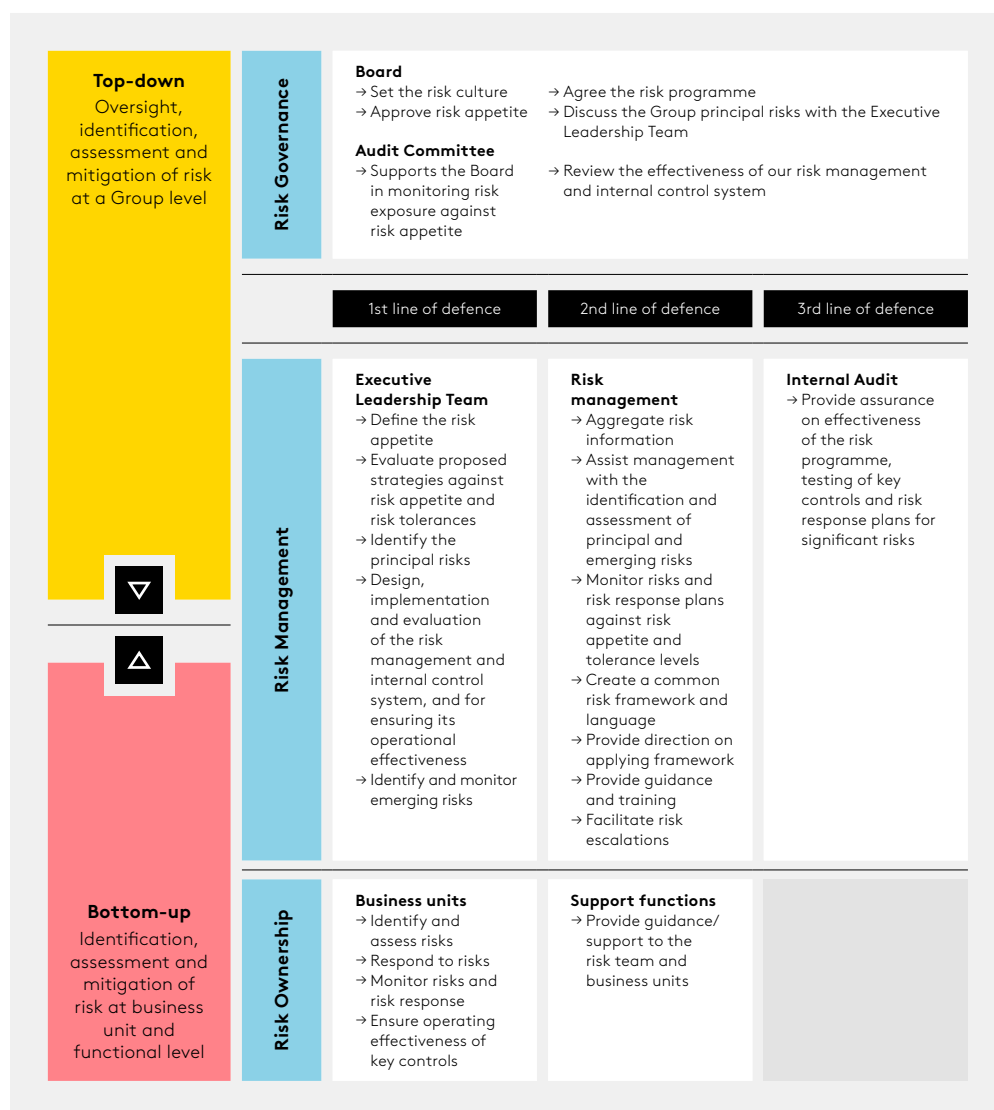 Top-down
Oversight,
identification,
assessment and
mitigation of risk
at a Group level
Risk Governance
Board
→ Set the risk culture
→ Approve risk appetite
→ Agree the risk programme
→ Discuss the Group principal risks with the Executive
Leadership Team
Audit Committee
→ Supports the Board
in monitoring risk
exposure against
risk appetite
→ Review the effectiveness of our risk management
and internal control system
1st line of defence
2nd line of defence
3rd line of defence
Risk Management
Executive
Leadership Team
→ Define the risk
appetite
→ Evaluate proposed
strategies against
risk appetite and
risk tolerances
→ Identify the
principal risks
→ Design,
implementation
and evaluation
of the risk
management and
internal control
system, and for
ensuring its
operational
effectiveness
→ Identify and monitor
emerging risks
Risk
management
→ Aggregate risk
information
→ Assist management
with the
identification and
assessment of
principal and
emerging risks
→ Monitor risks and
risk response plans
against risk
appetite and
tolerance levels
→ Create a common
risk framework and
language
→ Provide direction on
applying framework
→ Provide guidance
and training
→ Facilitate risk
escalations
Internal Audit
→ Provide assurance
on effectiveness
of the risk
programme,
testing of key
controls and risk
response plans for
significant risks
Bottom-up
Identification,
assessment and
mitigation of
risk at business
unit and
functional level
Risk Ownership
Business units
→ Identify and
assess risks
→ Respond to risks
→ Monitor risks and
risk response
→ Ensure operating
effectiveness of
key controls
Support functions
→ Provide guidance/
support to the
risk team and
business units